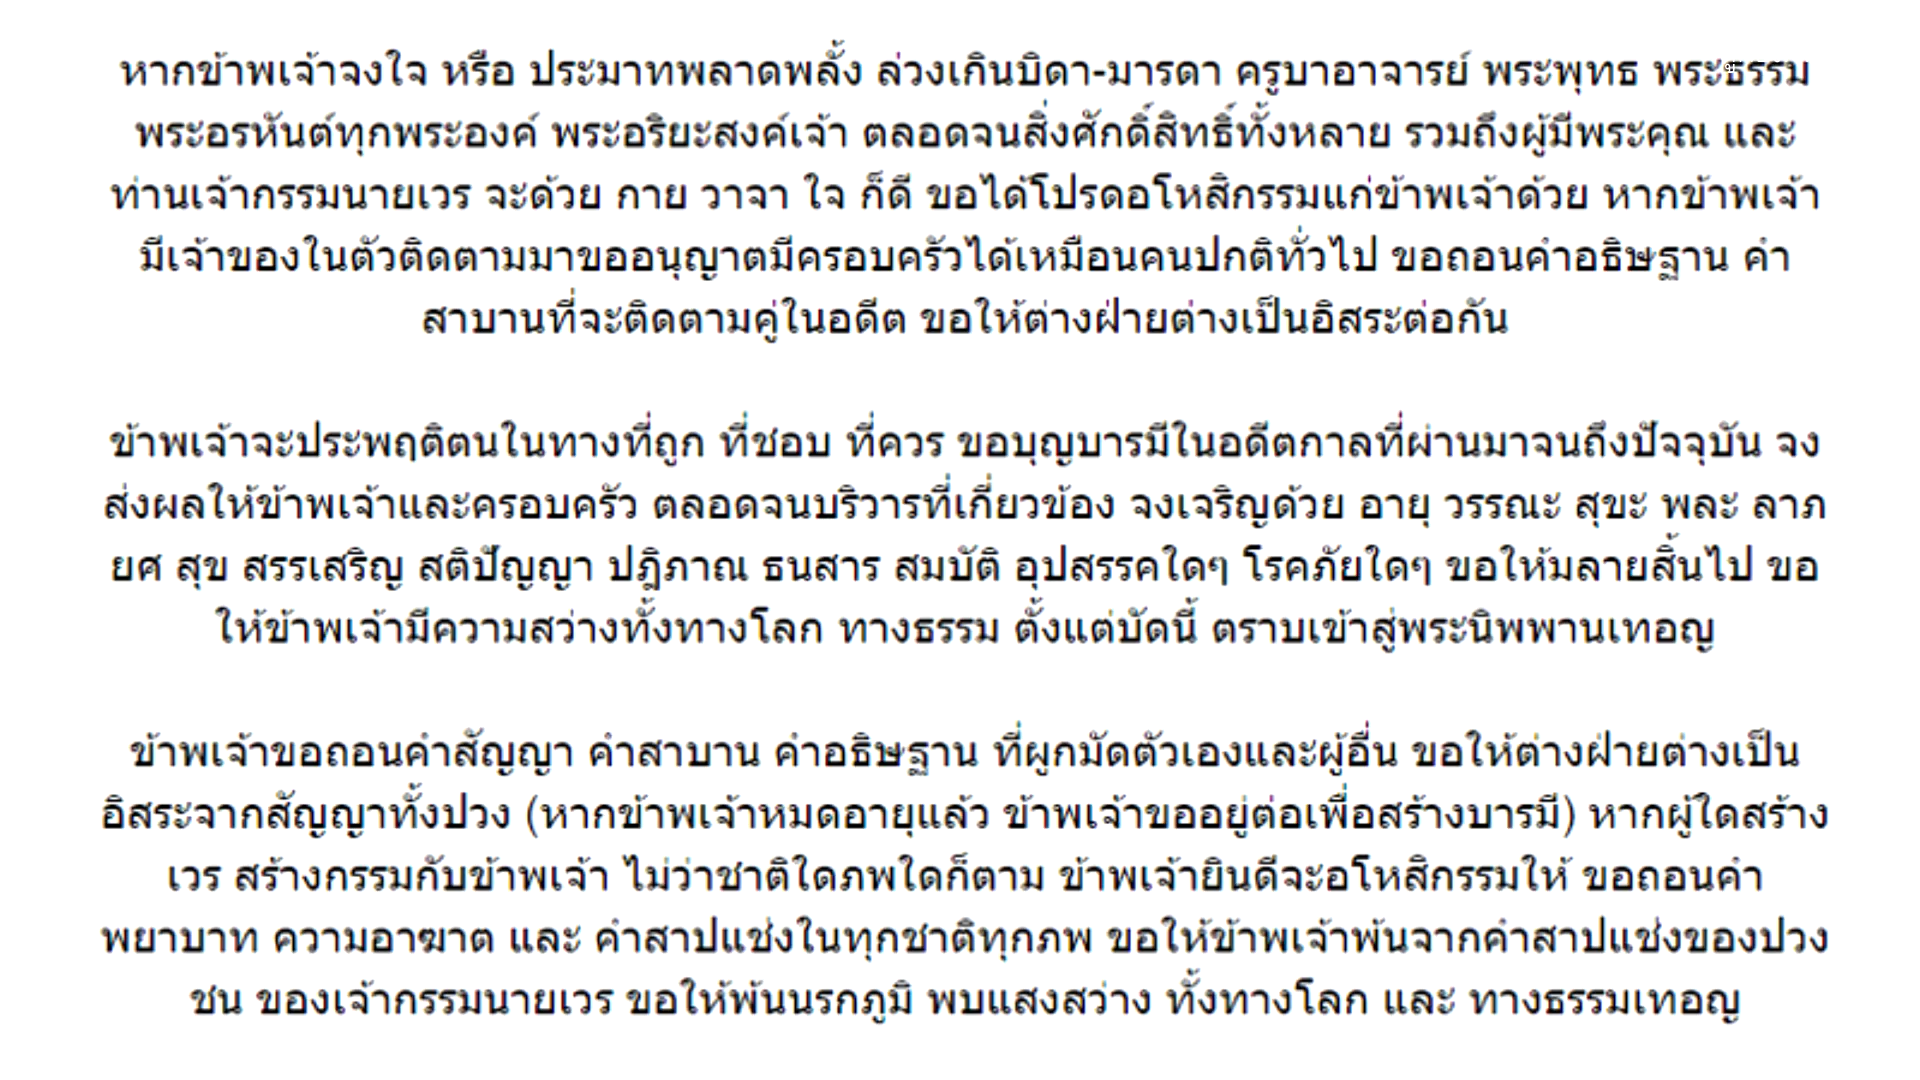 หากข้าพเจ้าจงใจ หรือ ประมาทพลาดพลั้ง ล่วงเกินบิดา-มารดา ครูบาอาจารย์ พระพุทธ พระธรรม
พระอรหันต์ทุกพระองค์ พระอริยะสงค์เจ้า ตลอดจนสิ่งศักดิ์สิทธิ์ทั้งหลาย รวมถึงผู้มีพระคุณ และ
ท่านเจ้ากรรมนายเวร จะด้วย กาย วาจา ใจ ก็ดี ขอได้โปรดอโหสิกรรมแก่ข้าพเจ้าด้วย หากข้าพเจ้า
มีเจ้าของในตัวติดตามมาขออนุญาตมีครอบครัวได้เหมือนคนปกติทั่วไป ขอถอนคำอธิษฐาน คำ
สาบานที่จะติดตามคู่ในอดีต ขอให้ต่างฝ่ายต่างเป็นอิสระต่อกัน
ข้าพเจ้าจะประพฤติตนในทางที่ถูก ที่ชอบ ที่ควร ขอบุญบารมีในอดีตกาลที่ผ่านมาจนถึงปัจจุบัน จง
ส่งผลให้ข้าพเจ้าและครอบครัว ตลอดจนบริวารที่เกี่ยวข้อง จงเจริญด้วย อายุ วรรณะ สุขะ พละ ลาภ
ยศ สุข สรรเสริญ สติปัญญา ปฎิภาณ ธนสาร สมบัติ อุปสรรคใดๆ โรคภัยใดๆ ขอให้มลายสิ้นไป ขอ
ให้ข้าพเจ้ามีความสว่างทั้งทางโลก ทางธรรม ตั้งแต่บัดนี้ ตราบเข้าสู่พระนิพพานเทอญ
ข้าพเจ้าขอถอนคำสัญญา คำสาบาน คำอธิษฐาน ที่ผูกมัดตัวเองและผู้อื่น ขอให้ต่างฝ่ายต่างเป็น
อิสระจากสัญญาทั้งปวง (หากข้าพเจ้าหมดอายุแล้ว ข้าพเจ้าขออยู่ต่อเพื่อสร้างบารมี) หากผู้ใดสร้าง
เวร สร้างกรรมกับข้าพเจ้า ไม่ว่าชาติใดภพใดก็ตาม ข้าพเจ้ายินดีจะอโหสิกรรมให้ ขอถอนคำ
พยาบาท ความอาฆาต และ คำสาปแช่งในทุกชาติทุกภพ ขอให้ข้าพเจ้าพ้นจากคำสาปแช่งของปวง
ชน ของเจ้ากรรมนายเวร ขอให้พ้นนรกภูมิ พบแสงสว่าง ทั้งทางโลก และ ทางธรรมเทอญ